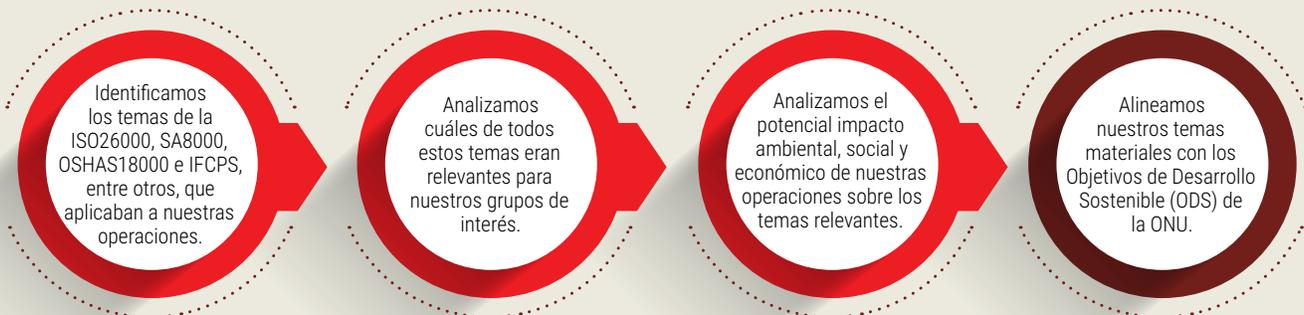 Identificamos
los temas de la
ISO26000, SA8000,
OSHAS18000 e IFCPS,
entre otros, que
aplicaban a nuestras
operaciones.
Analizamos
cuáles de todos
estos temas eran
relevantes para
nuestros grupos de
interés.
Analizamos el
potencial impacto
ambiental, social y
económico de nuestras
operaciones sobre los
temas relevantes.
Alineamos
nuestros temas
materiales con los
Objetivos de Desarrollo
Sostenible (ODS) de
la ONU.